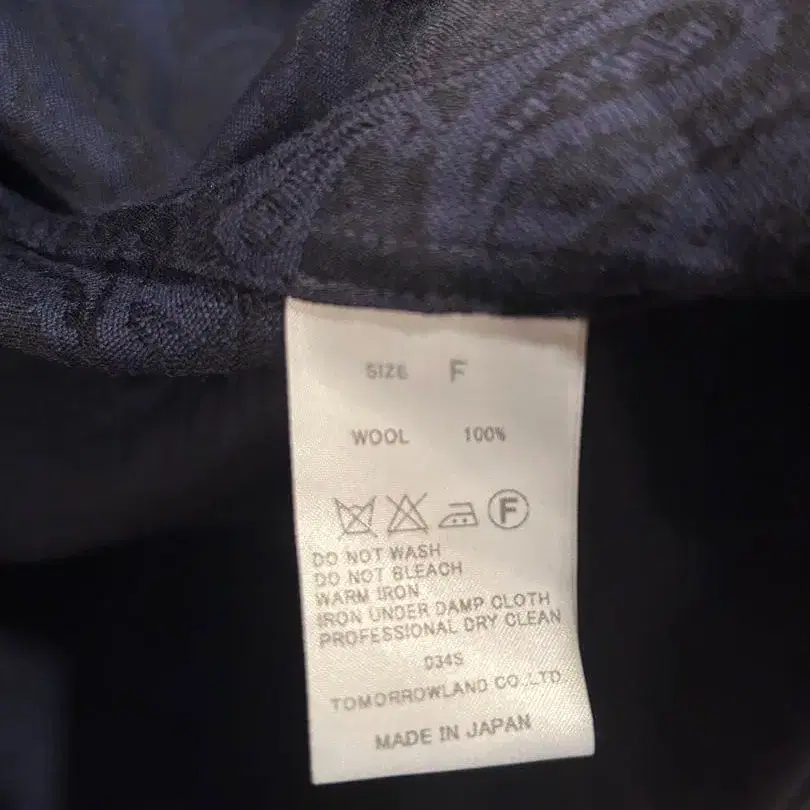 SIZE F
WOOL 100%
F
DO NOT WASH
DO NOT BLEACH
WARM IRON
IRON UNDER DAMP CLOTH
PROFESSIONAL DRY CLEAN
034S
TOMORROWLAND CO.,LTD.
MADE IN JAPAN